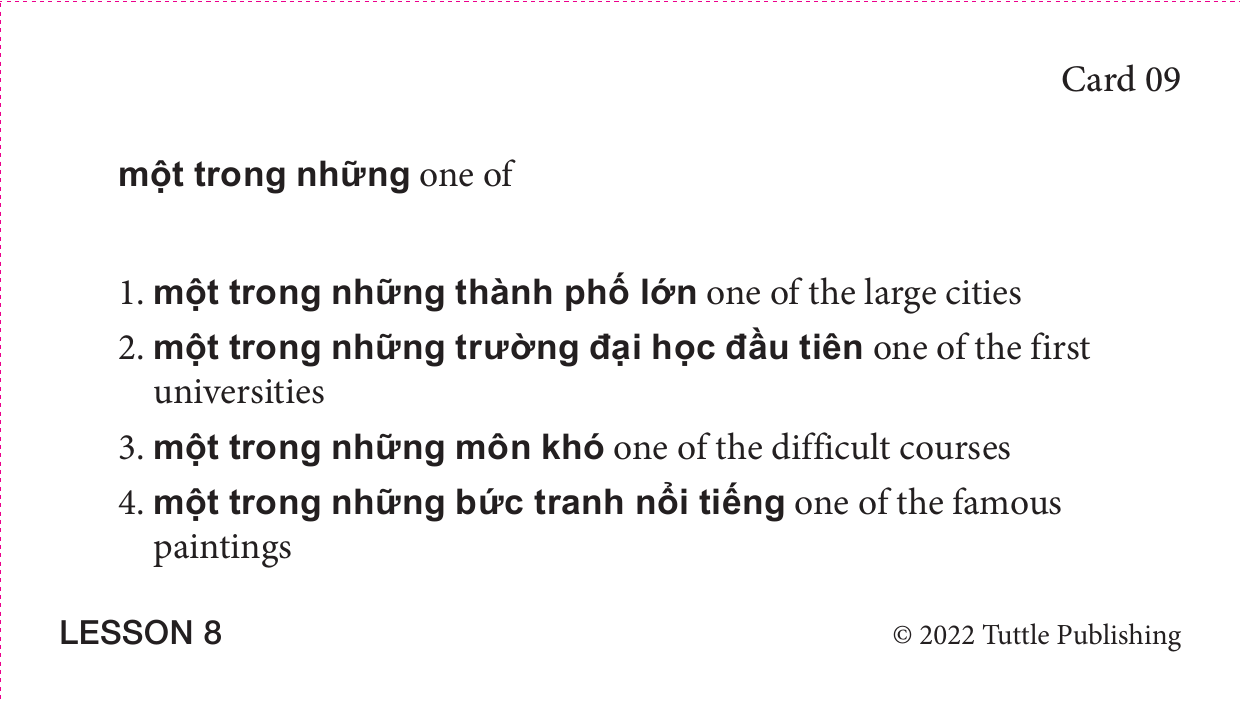 Card 09
một trong những one of
1. một trong những thành phố lớn one of the large cities
2. một trong những trường đại học đầu tiên one of the first
universities
3. một trong những môn khó one of the difficult courses
4. một trong những bức tranh nổi tiếng one of the famous
paintings
LESSON 8
© 2022 Tuttle Publishing